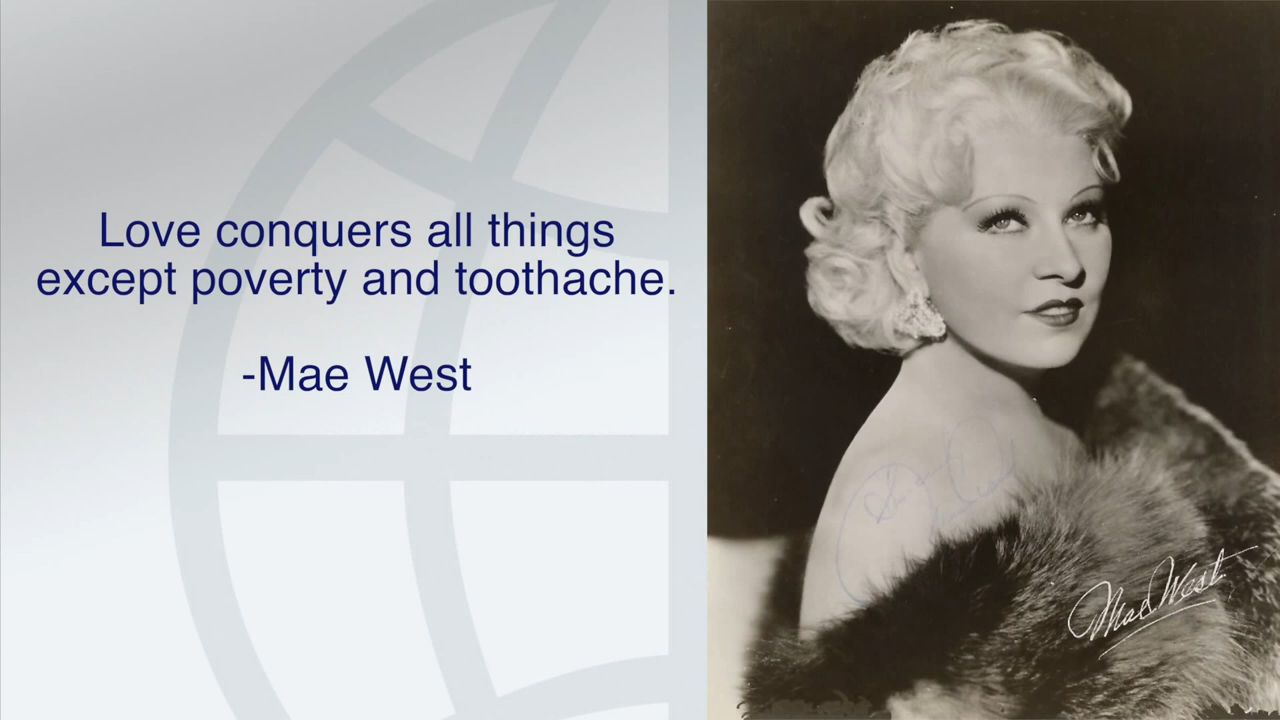 Love conquers all things
except poverty and toothache.
-Mae West
Mae West